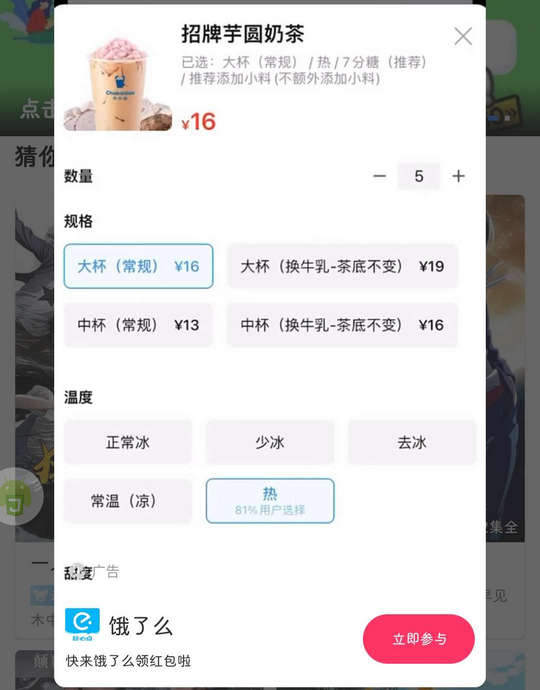 招牌芋圆奶茶
已选：大杯（常规） / 热 / 7分糖（推荐）
/ 推荐添加小料(不额外添加小料)
¥16
点击
猜你
数量
− 5 +
规格
大杯（常规） ¥16
大杯（换牛乳-茶底不变） ¥19
中杯（常规） ¥13
中杯（换牛乳-茶底不变） ¥16
温度
正常冰
少冰
去冰
常温（凉）
热
81%用户选择
集全
甜度
广告
一人
饿了么
早见
木中
快来饿了么领红包啦
立即参与
颠